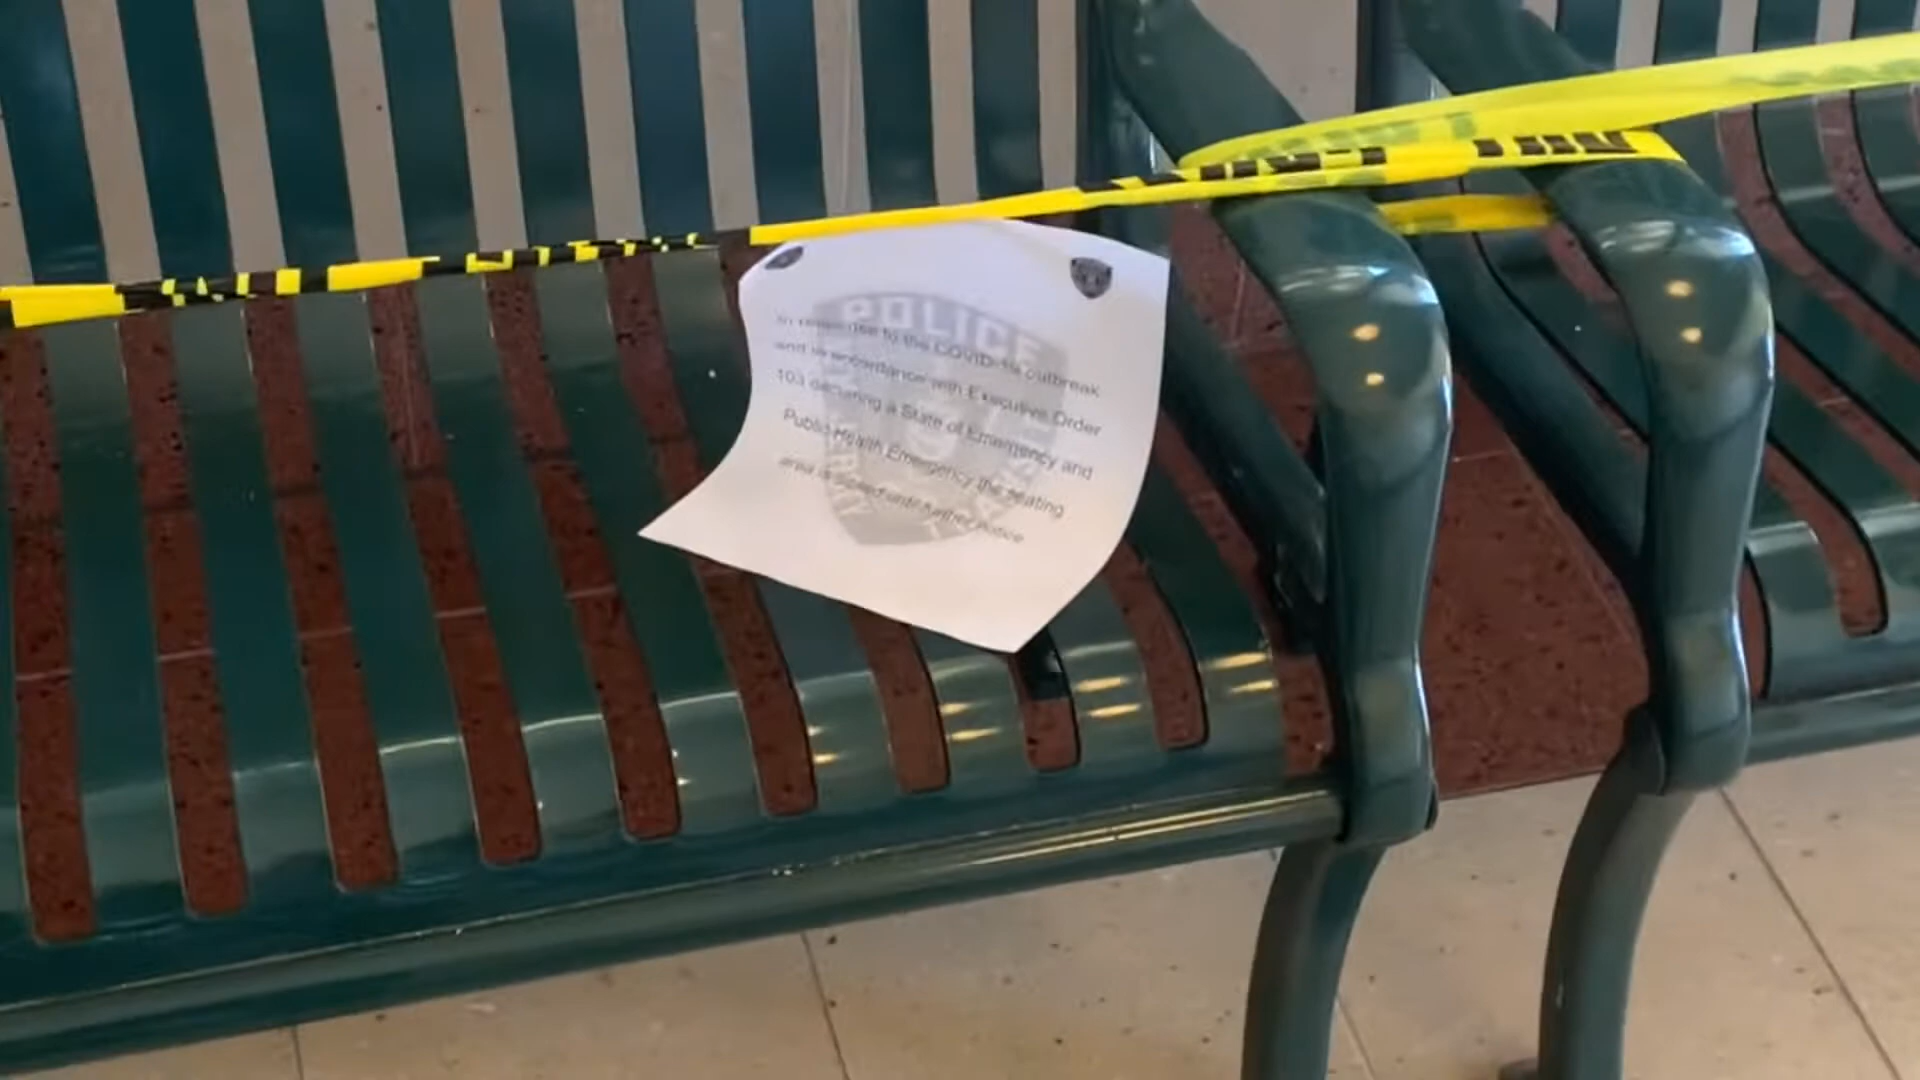 POLICE
In response to the COVID-19 outbreak
and in accordance with Executive Order
103 declaring a State of Emergency and
Public Health Emergency the seating
area is closed until further notice